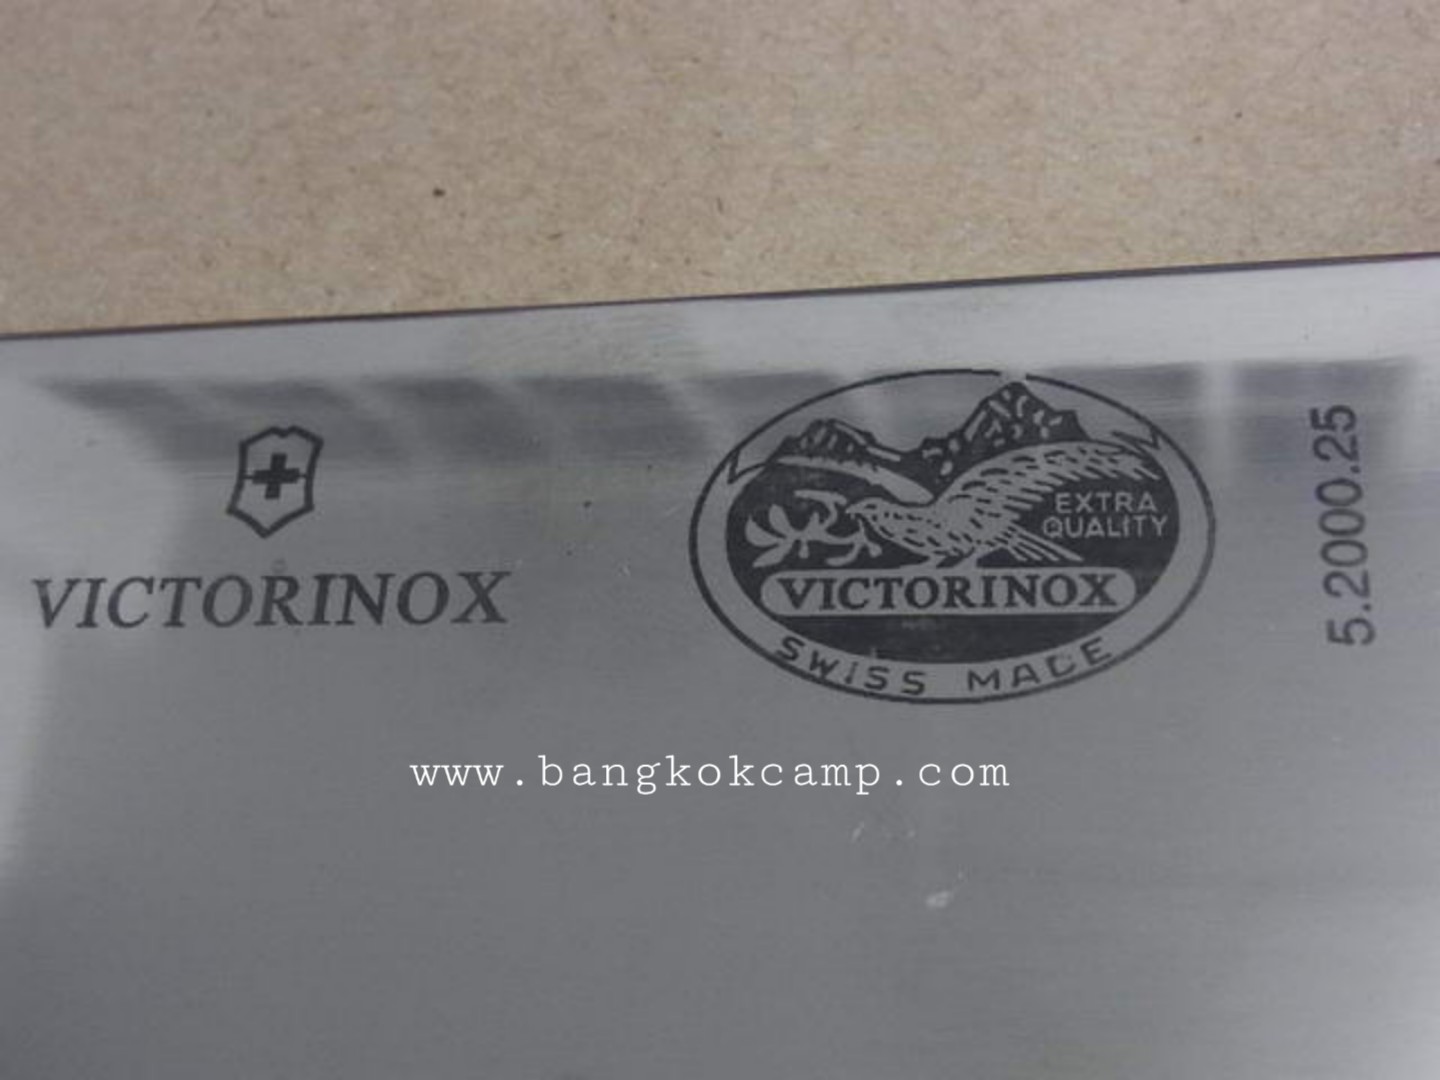 VICTORINOX
EXTRA
QUALITY
VICTORINOX
SWISS MADE
5.2000.25
www.bangkokcamp.com